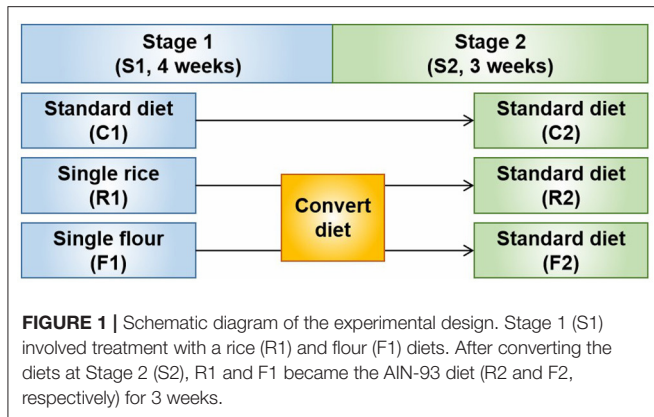 Stage 1
(S1, 4 weeks)
Stage 2
(S2, 3 weeks)
Standard diet
(C1)
Standard diet
(C2)
Single rice
(R1)
Convert
diet
Standard diet
(R2)
Single flour
(F1)
Standard diet
(F2)
FIGURE 1 | Schematic diagram of the experimental design. Stage 1 (S1)
involved treatment with a rice (R1) and flour (F1) diets. After converting the
diets at Stage 2 (S2), R1 and F1 became the AIN-93 diet (R2 and F2,
respectively) for 3 weeks.